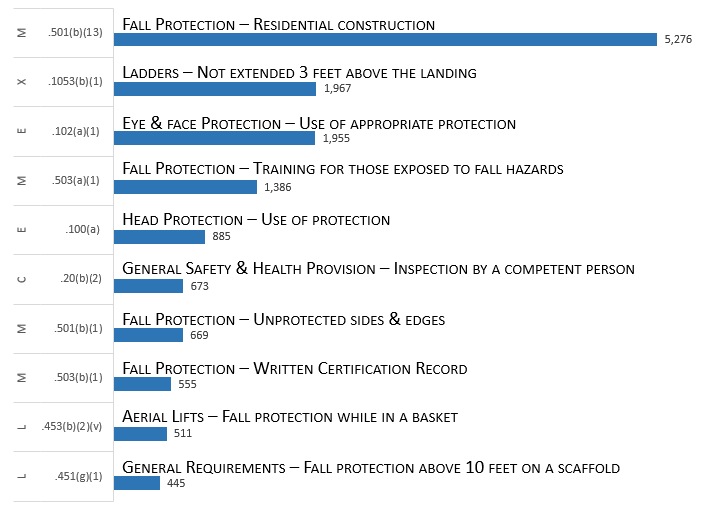 M .501(b)(13) Fall Protection – Residential construction 5,276
X .1053(b)(1) Ladders – Not extended 3 feet above the landing 1,967
E .102(a)(1) Eye & face Protection – Use of appropriate protection 1,955
M .503(a)(1) Fall Protection – Training for those exposed to fall hazards 1,386
E .100(a) Head Protection – Use of protection 885
C .20(b)(2) General Safety & Health Provision – Inspection by a competent person 673
M .501(b)(1) Fall Protection – Unprotected sides & edges 669
M .503(b)(1) Fall Protection – Written Certification Record 555
L .453(b)(2)(v) Aerial Lifts – Fall protection while in a basket 511
L .451(g)(1) General Requirements – Fall protection above 10 feet on a scaffold 445